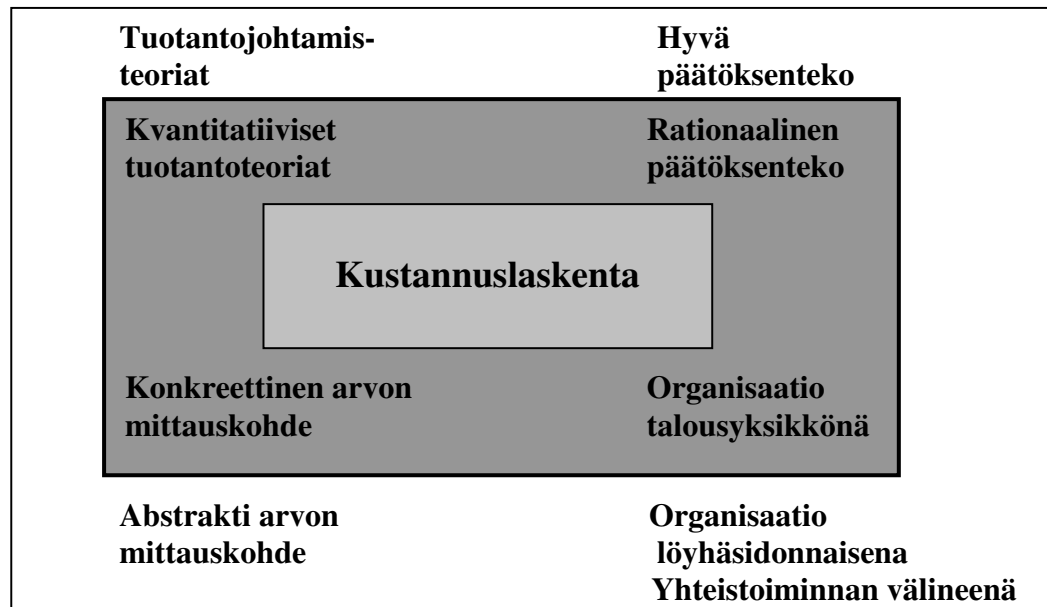 Tuotantojohtamis-
teoriat
Hyvä
päätöksenteko
Kvantitatiiviset
tuotantoteoriat
Rationaalinen
päätöksenteko
Kustannuslaskenta
Konkreettinen arvon
mittauskohde
Organisaatio
talousyksikkönä
Abstrakti arvon
mittauskohde
Organisaatio
löyhäsidonnaisena
Yhteistoiminnan välineenä